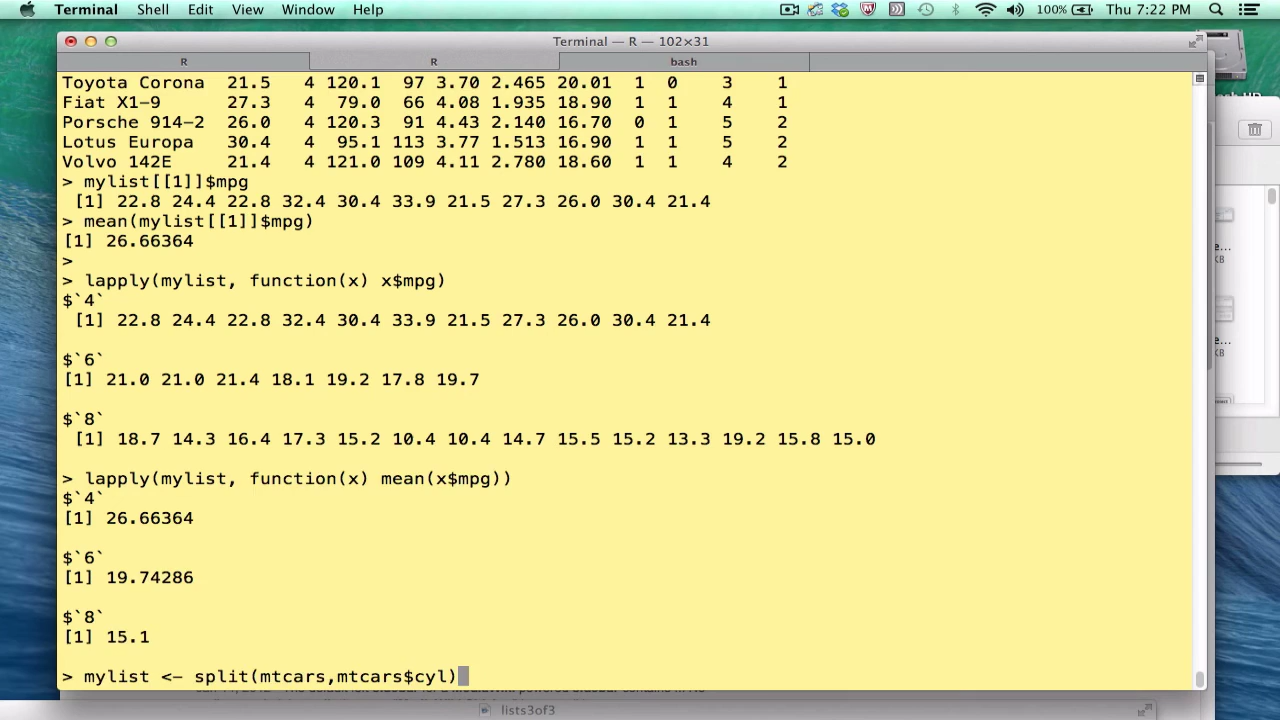 Terminal Shell Edit View Window Help 100% Thu 7:22 PM
Terminal — R — 102×31
R R bash
Toyota Corona 21.5 4 120.1 97 3.70 2.465 20.01 1 0 3 1
Fiat X1-9 27.3 4 79.0 66 4.08 1.935 18.90 1 1 4 1
Porsche 914-2 26.0 4 120.3 91 4.43 2.140 16.70 0 1 5 2
Lotus Europa 30.4 4 95.1 113 3.77 1.513 16.90 1 1 5 2
Volvo 142E 21.4 4 121.0 109 4.11 2.780 18.60 1 1 4 2
> mylist[[1]]$mpg
[1] 22.8 24.4 22.8 32.4 30.4 33.9 21.5 27.3 26.0 30.4 21.4
> mean(mylist[[1]]$mpg)
[1] 26.66364
>
> lapply(mylist, function(x) x$mpg)
$`4`
[1] 22.8 24.4 22.8 32.4 30.4 33.9 21.5 27.3 26.0 30.4 21.4
$`6`
[1] 21.0 21.0 21.4 18.1 19.2 17.8 19.7
$`8`
[1] 18.7 14.3 16.4 17.3 15.2 10.4 10.4 14.7 15.5 15.2 13.3 19.2 15.8 15.0
> lapply(mylist, function(x) mean(x$mpg))
$`4`
[1] 26.66364
$`6`
[1] 19.74286
$`8`
[1] 15.1
> mylist <- split(mtcars,mtcars$cyl)
lists3of3